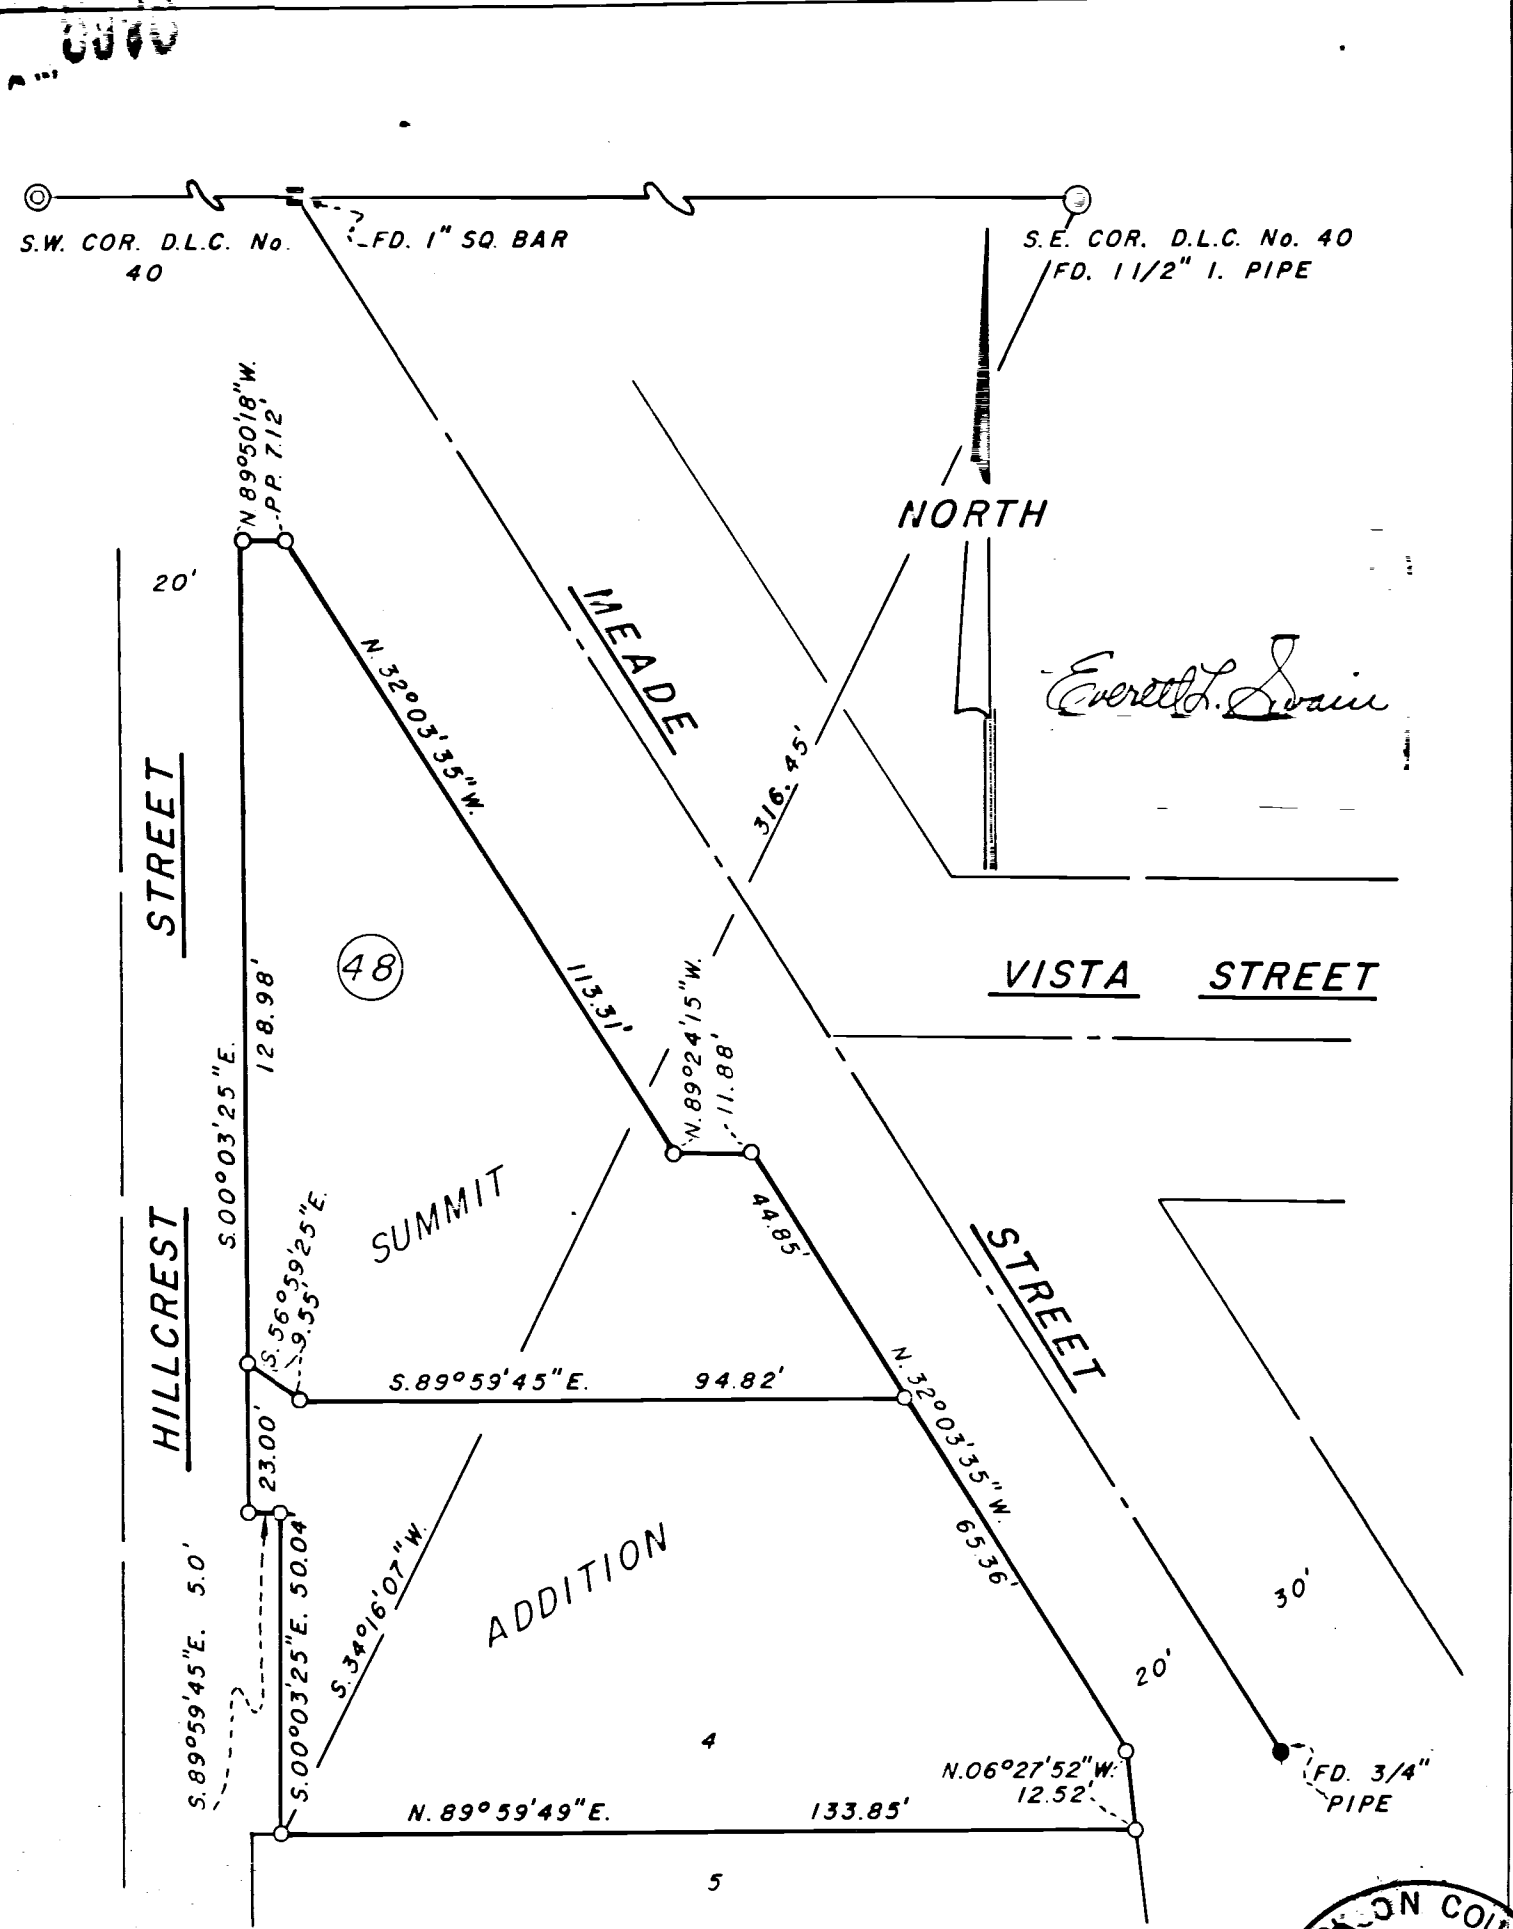 S.W. COR. D.L.C. No.
40
FD. 1" SQ. BAR
S.E. COR. D.L.C. No. 40
FD. 1 1/2" I. PIPE
N 89°50'18" W.
P.P. 7.12'
NORTH
20'
MEADE
N. 32°03'35" W.
Everett L. Swain
316.45'
STREET
48
128.98'
113.31'
N. 89°24'15" W.
11.88'
VISTA STREET
S.00°03'25" E.
SUMMIT
44.85'
STREET
HILLCREST
S. 56°59'25" E.
9.55'
S. 89°59'45" E. 94.82'
N. 32°03'35" W.
23.00'
65.36'
S. 89°59'45" E. 5.0'
S.00°03'25" E. 50.04'
S. 34°16'07" W.
ADDITION
30'
20'
4
N.06°27'52" W.
12.52'
FD. 3/4"
PIPE
N. 89°59'49" E. 133.85'
5